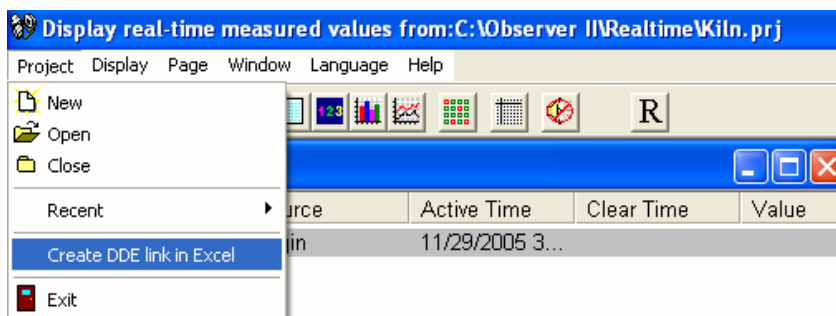 Display real-time measured values from:C:\Observer II\Realtime\Kiln.prj
Project Display Page Window Language Help
New
123
R
Open
Close
Recent
Active Time Clear Time Value
Create DDE link in Excel
11/29/2005 3...
Exit